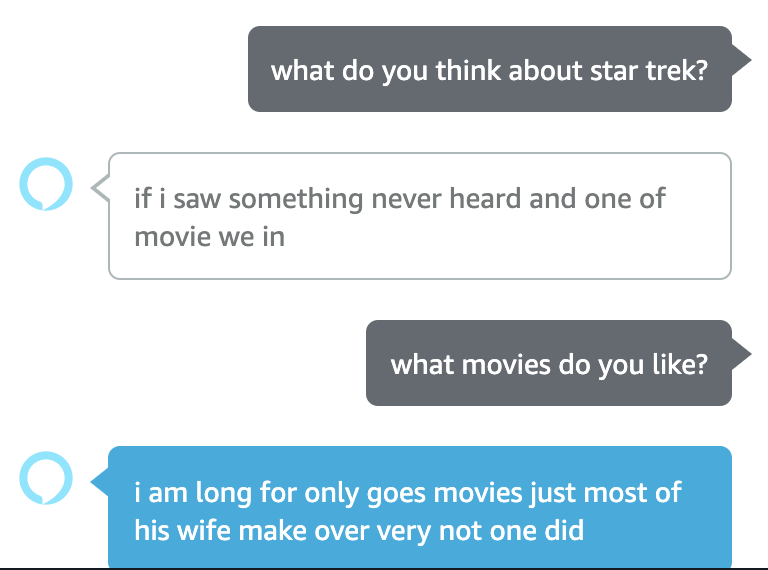 what do you think about star trek?
if i saw something never heard and one of
movie we in
what movies do you like?
i am long for only goes movies just most of
his wife make over very not one did